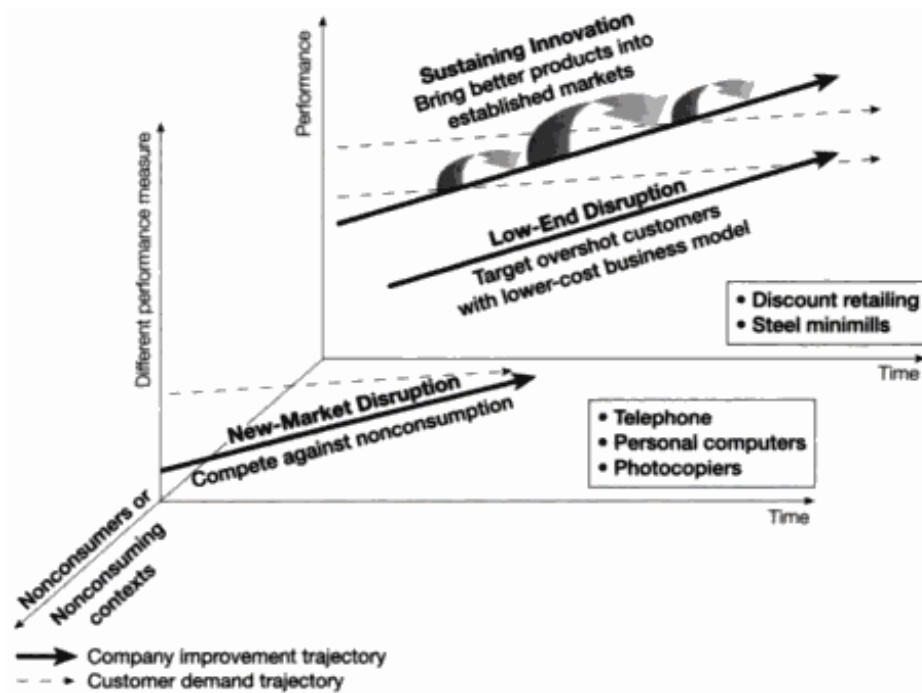 Performance
Sustaining Innovation
Bring better products into
established markets
Different performance measure
Low-End Disruption
Target overshot customers
with lower-cost business model
• Discount retailing
• Steel minimills
Time
New-Market Disruption
Compete against nonconsumption
• Telephone
• Personal computers
• Photocopiers
Time
Nonconsumers or
Nonconsuming
contexts
Company improvement trajectory
Customer demand trajectory